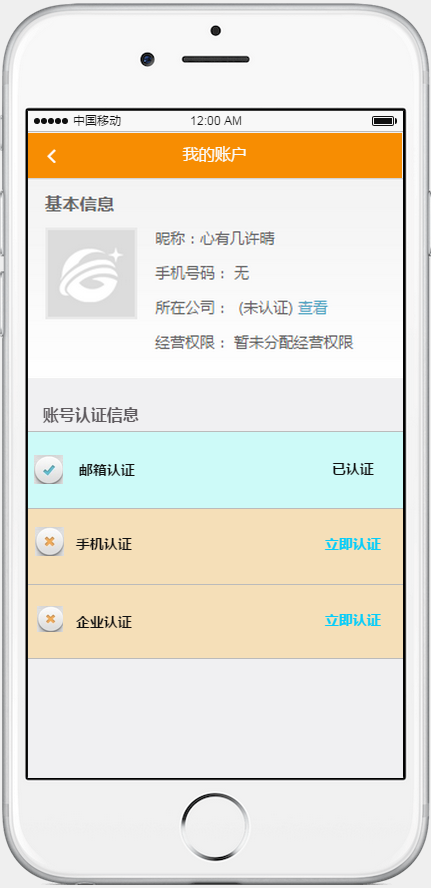 中国移动 12:00 AM
我的账户
基本信息
昵称：心有几许晴
手机号码： 无
所在公司： (未认证) 查看
经营权限： 暂未分配经营权限
账号认证信息
邮箱认证 已认证
手机认证 立即认证
企业认证 立即认证